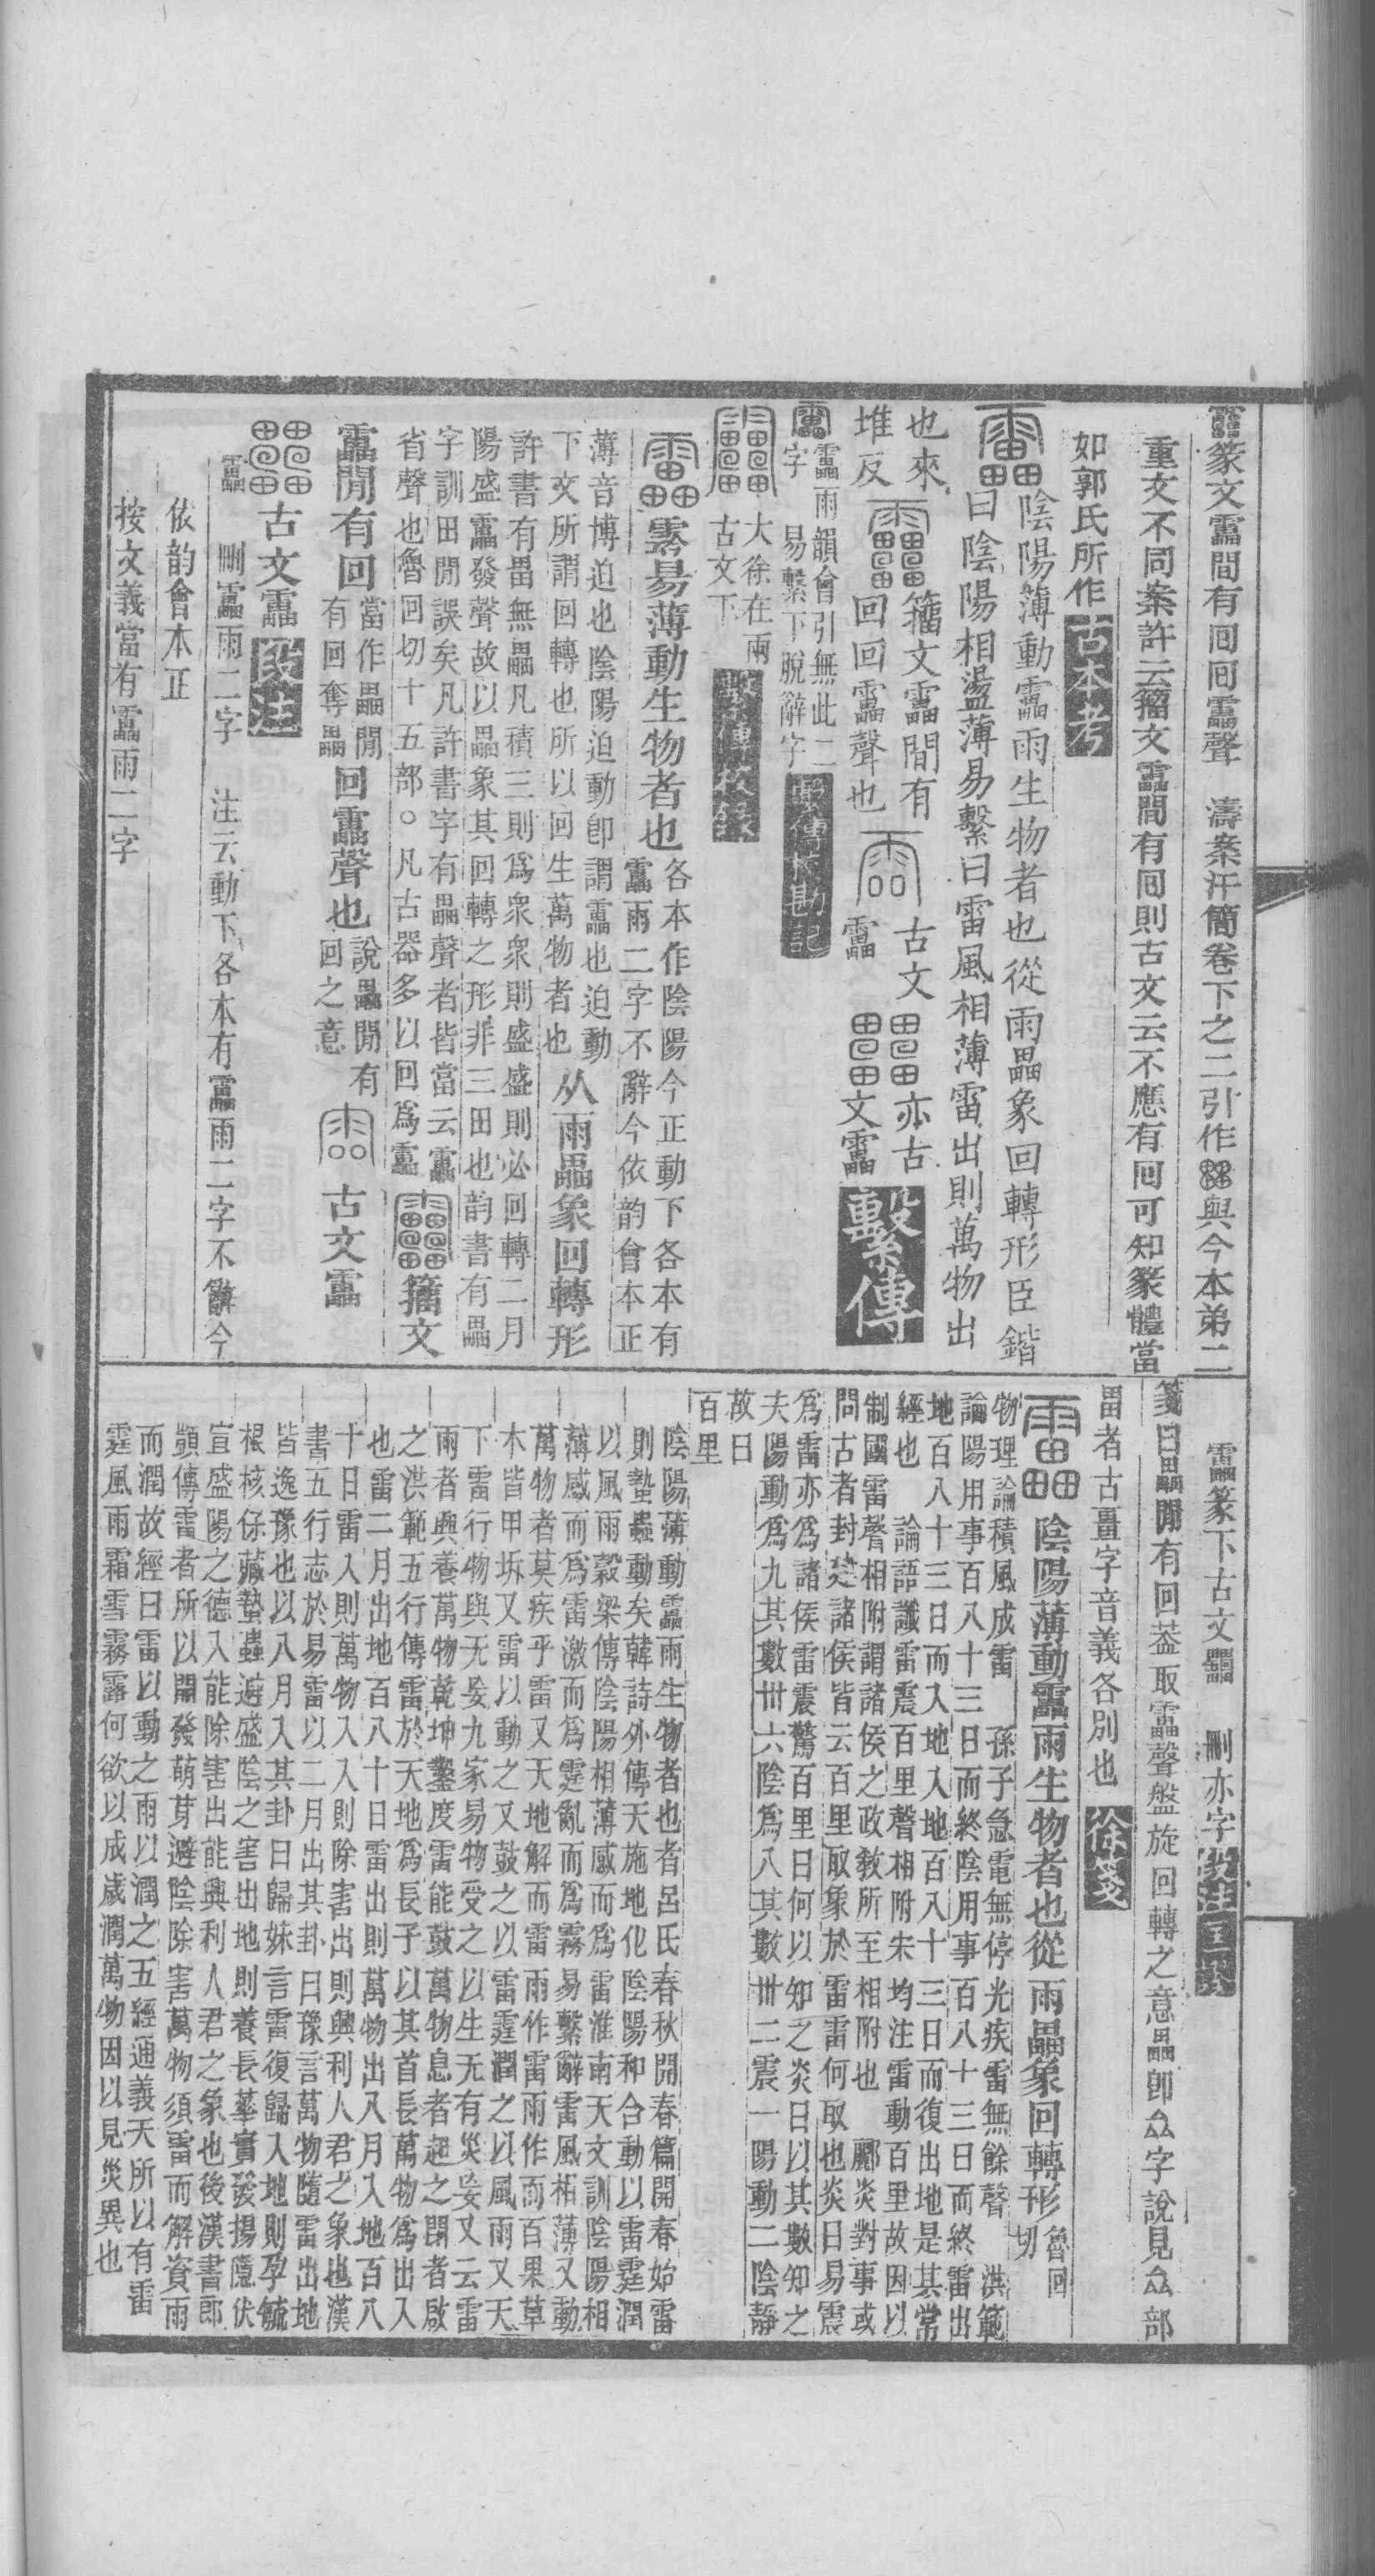 篆文靁間有囘囘靁聲　濤案汗簡卷下之二引作與今本弟二
重文不同案許云籀文靁間有囘則古文云不應有囘可知篆體當
如郭氏所作古本考
陰陽薄動靁雨生物者也從雨畾象回轉形臣鍇
曰陰陽相盪薄易繫曰雷風相薄雷出則萬物出
也來
堆反
籀文靁間有
回回靁聲也
古文
靁
亦古
文靁
繫傳
靁雨韻會引無此二
字　易繫下脫辭字
繫傳校勘記
大徐在𠕒
古文下
繫傳校錄
霒昜薄動生物者也
各本作陰陽今正動下各本有
靁雨二字不辭今依韵會本正
薄音博迫也陰陽迫動卽謂靁也迫動
下文所謂回轉也所以回生萬物者也
从雨畾象回轉形
許書有畕無畾凡積三則爲衆衆則盛盛則必回轉二月
陽盛靁發聲故以畾象其回轉之形非三田也韵書有畾
字訓田閒誤矣凡許書字有畾聲者皆當云靁
省聲也魯回切十五部○凡古器多以回爲靁
籒文
靁閒有回
當作畾閒
有回奪畾
回靁聲也
說畾閒有
回之意
古文靁
古文靁
段注
靁　刪靁雨二字　注云動下各本有靁雨二字不辭今
依韵會本正
按文義當有靁雨二字
靁篆下古文　刪亦字段注匡謬
箋曰畾閒有回葢取靁聲盤旋回轉之意畾卽厽字說見厽部
畕者古畺字音義各別也徐箋
陰陽薄動靁雨生物者也從雨畾象回轉形
魯回
切
物理論積風成雷　孫子急電無停光疾雷無餘聲　洪範
論陽用事百八十三日而終陰用事百八十三日而終雷出
地百八十三日而入地入地百八十三日而復出地是其常
經也　論語讖雷震百里聲相附朱均注雷動百里故因以
制國雷聲相附謂諸侯之政敎所至相附也　酈炎對事或
問古者封建諸侯皆云百里取象於雷雷何取也炎日易震
爲雷亦爲諸侯雷震驚百里日何以知之炎日以其數知之
夫陽動爲九其數卅六陰爲八其數卅二震一陽動二陰靜
故日
百里
陰陽薄動靁雨生物者也者呂氏春秋開春篇開春始雷
則蟄蟲動矣韓詩外傳天施地化陰陽和合動以雷霆潤
以風雨穀梁傳陰陽相薄感而爲雷淮南天文訓陰陽相
薄感而爲雷激而爲霆亂而爲霧易繫辭雷風相薄又動
萬物者莫疾乎雷又天地解而雷雨作雷雨作而百果草
木皆甲坼又雷以動之又鼓之以雷霆潤之以風雨又天
下雷行物與无妄九家易物受之以生无有災妄又云雷
雨者興養萬物乾坤鑿度雷能鼓萬物息者起之閉者啟
之洪範五行傳雷於天地爲長子以其首長萬物爲出入
也雷二月出地百八十日雷出則萬物出八月入地百八
十日雷入則萬物入入則除害出則興利人君之象也漢
書五行志於易雷以二月出其卦曰豫言萬物隨雷出地
皆逸豫也以八月入其卦曰歸妹言雷復歸入地則孕毓
根核保藏蟄蟲避盛陰之害出地則養長華實發揚隱伏
宣盛陽之德入能除害出能興利人君之象也後漢書郎
顗傳雷者所以開發萌芽避陰除害萬物須雷而解資雨
而潤故經曰雷以動之雨以潤之五經通義天所以有雷
霆風雨霜雪霧露何欲以成歲潤萬物因以見災異也